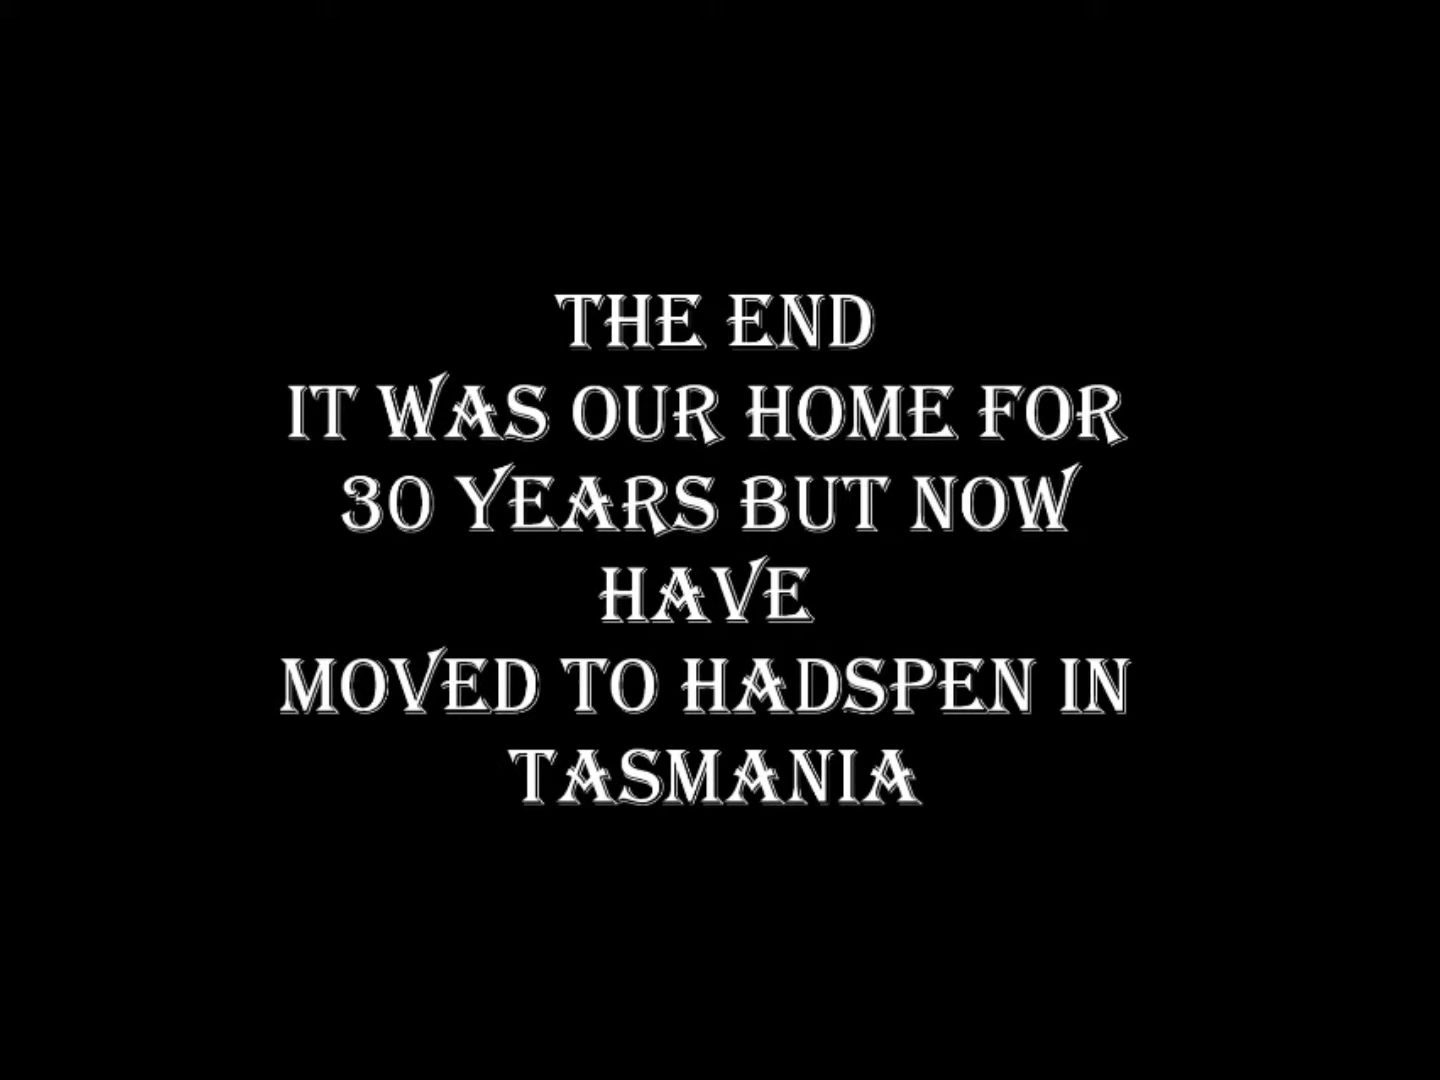 THE END
IT WAS OUR HOME FOR
30 YEARS BUT NOW
HAVE
MOVED TO HADSPEN IN
TASMANIA